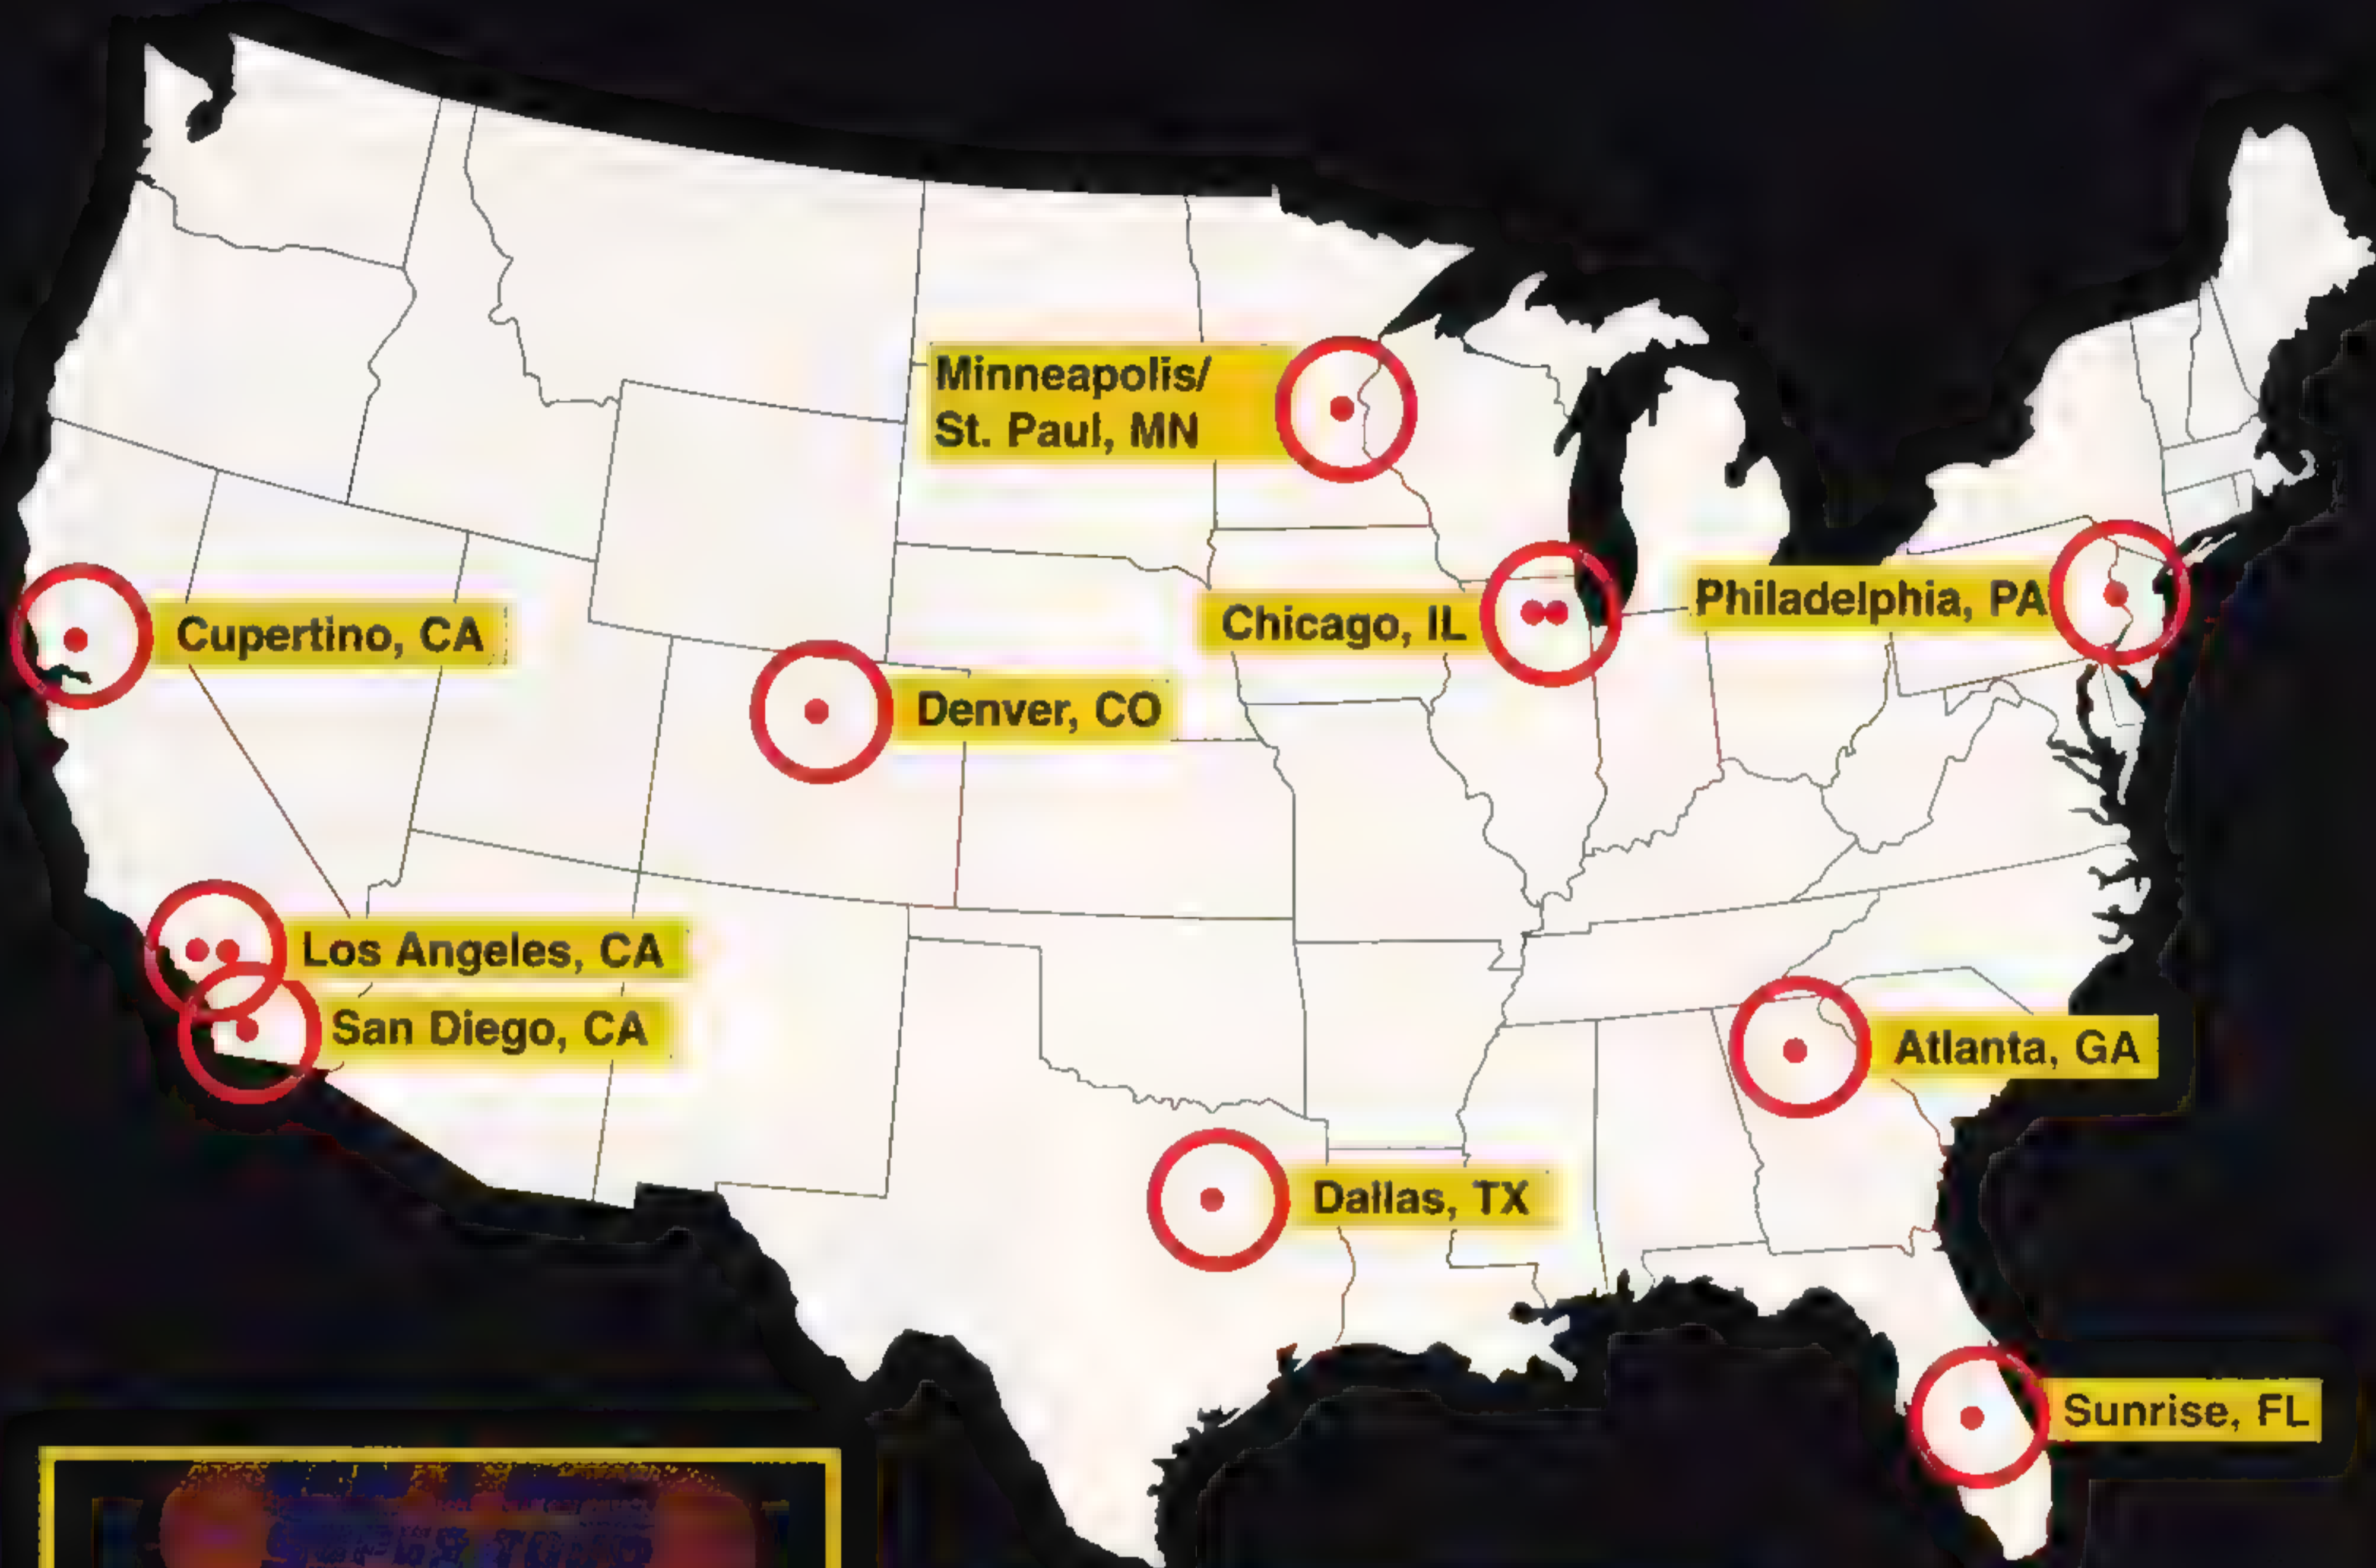 Minneapolis/
St. Paul, MN
Chicago, IL
Philadelphia, PA
Cupertino, CA
Denver, CO
Los Angeles, CA
San Diego, CA
Atlanta, GA
Dallas, TX
Sunrise, FL